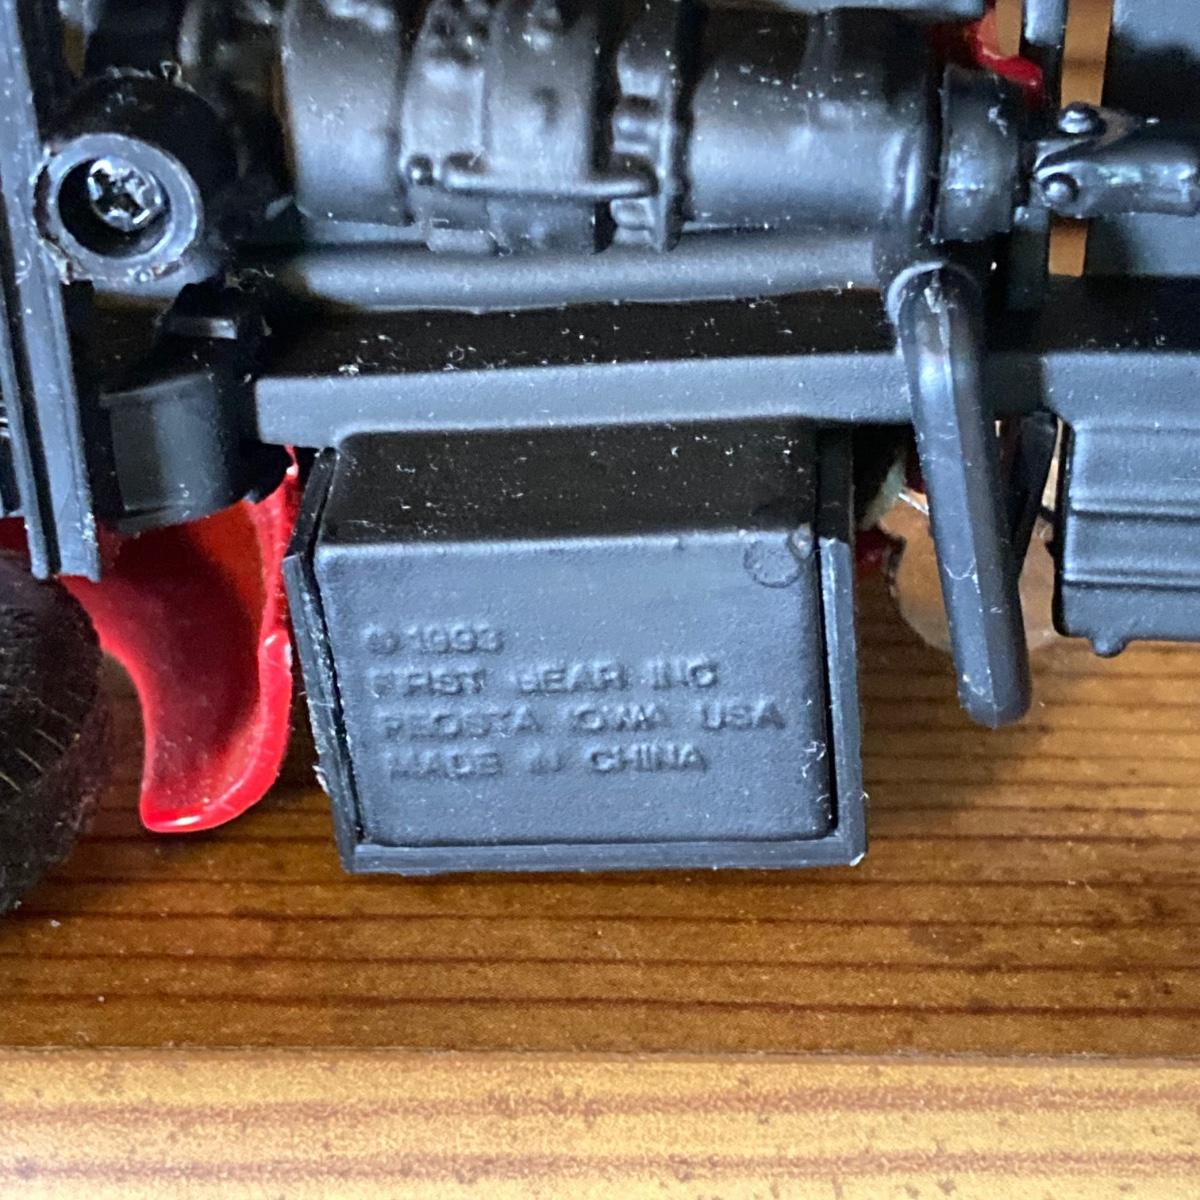 © 1993
FIRST GEAR INC
PEOSTA IOWA USA
MADE IN CHINA